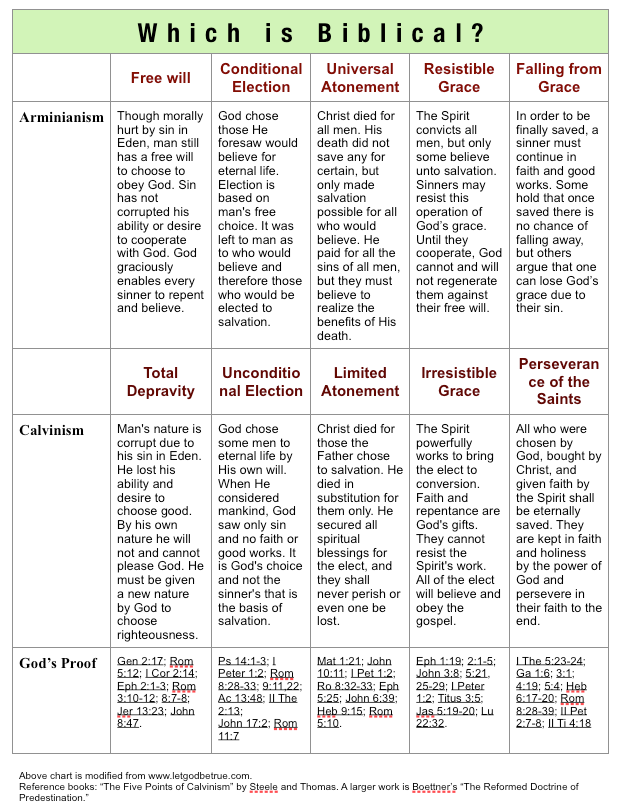 Which is Biblical?
Free will
Conditional
Election
Universal
Atonement
Resistible
Grace
Falling from
Grace
Arminianism
Though morally
hurt by sin in
Eden, man still
has a free will
to choose to
obey God. Sin
has not
corrupted his
ability or desire
to cooperate
with God. God
graciously
enables every
sinner to repent
and believe.
God chose
those He
foresaw would
believe for
eternal life.
Election is
based on
man's free
choice. It was
left to man as
to who would
believe and
therefore those
who would be
elected to
salvation.
Christ died for
all men. His
death did not
save any for
certain, but
only made
salvation
possible for all
who would
believe. He
paid for all the
sins of all men,
but they must
believe to
realize the
benefits of His
death.
The Spirit
convicts all
men, but only
some believe
unto salvation.
Sinners may
resist this
operation of
God's grace.
Until they
cooperate, God
cannot and will
not regenerate
them against
their free will.
In order to be
finally saved, a
sinner must
continue in
faith and good
works. Some
hold that once
saved there is
no chance of
falling away,
but others
argue that one
can lose God's
grace due to
their sin.
Total
Depravity
Unconditio
nal Election
Limited
Atonement
Irresistible
Grace
Perseveran
ce of the
Saints
Calvinism
Man's nature is
corrupt due to
his sin in Eden.
He lost his
ability and
desire to
choose good.
By his own
nature he will
not and cannot
please God. He
must be given
a new nature
by God to
choose
righteousness.
God chose
some men to
eternal life by
His own will.
When He
considered
mankind, God
saw only sin
and no faith or
good works. It
is God's choice
and not the
sinner's that is
the basis of
salvation.
Christ died for
those the
Father chose
to salvation. He
died in
substitution for
them only. He
secured all
spiritual
blessings for
the elect, and
they shall
never perish or
even one be
lost.
The Spirit
powerfully
works to bring
the elect to
conversion.
Faith and
repentance are
God's gifts.
They cannot
resist the
Spirit's work.
All of the elect
will believe and
obey the
gospel.
All who were
chosen by
God, bought by
Christ, and
given faith by
the Spirit shall
be eternally
saved. They
are kept in faith
and holiness
by the power of
God and
persevere in
their faith to the
end.
God's Proof
Gen 2:17; Rom
5:12; I Cor 2:14;
Eph 2:1-3; Rom
3:10-12; 8:7-8;
Jer 13:23; John
8:47.
Ps 14:1-3; I
Peter 1:2; Rom
8:28-33; 9:11,22;
Ac 13:48; II The
2:13;
John 17:2; Rom
11:7
Mat 1:21; John
10:11; I Pet 1:2;
Ro 8:32-33; Eph
5:25; John 6:39;
Heb 9:15; Rom
5:10.
Eph 1:19; 2:1-5;
John 3:8; 5:21,
25-29; I Peter
1:2; Titus 3:5;
Jas 5:19-20; Lu
22:32.
I The 5:23-24;
Ga 1:6; 3:1;
4:19; 5:4; Heb
6:17-20; Rom
8:28-39; II Pet
2:7-8; II Ti 4:18
Above chart is modified from www.letgodbetrue.com.
Reference books: "The Five Points of Calvinism" by Steele and Thomas. A larger work is Boettner's "The Reformed Doctrine of
Predestination."